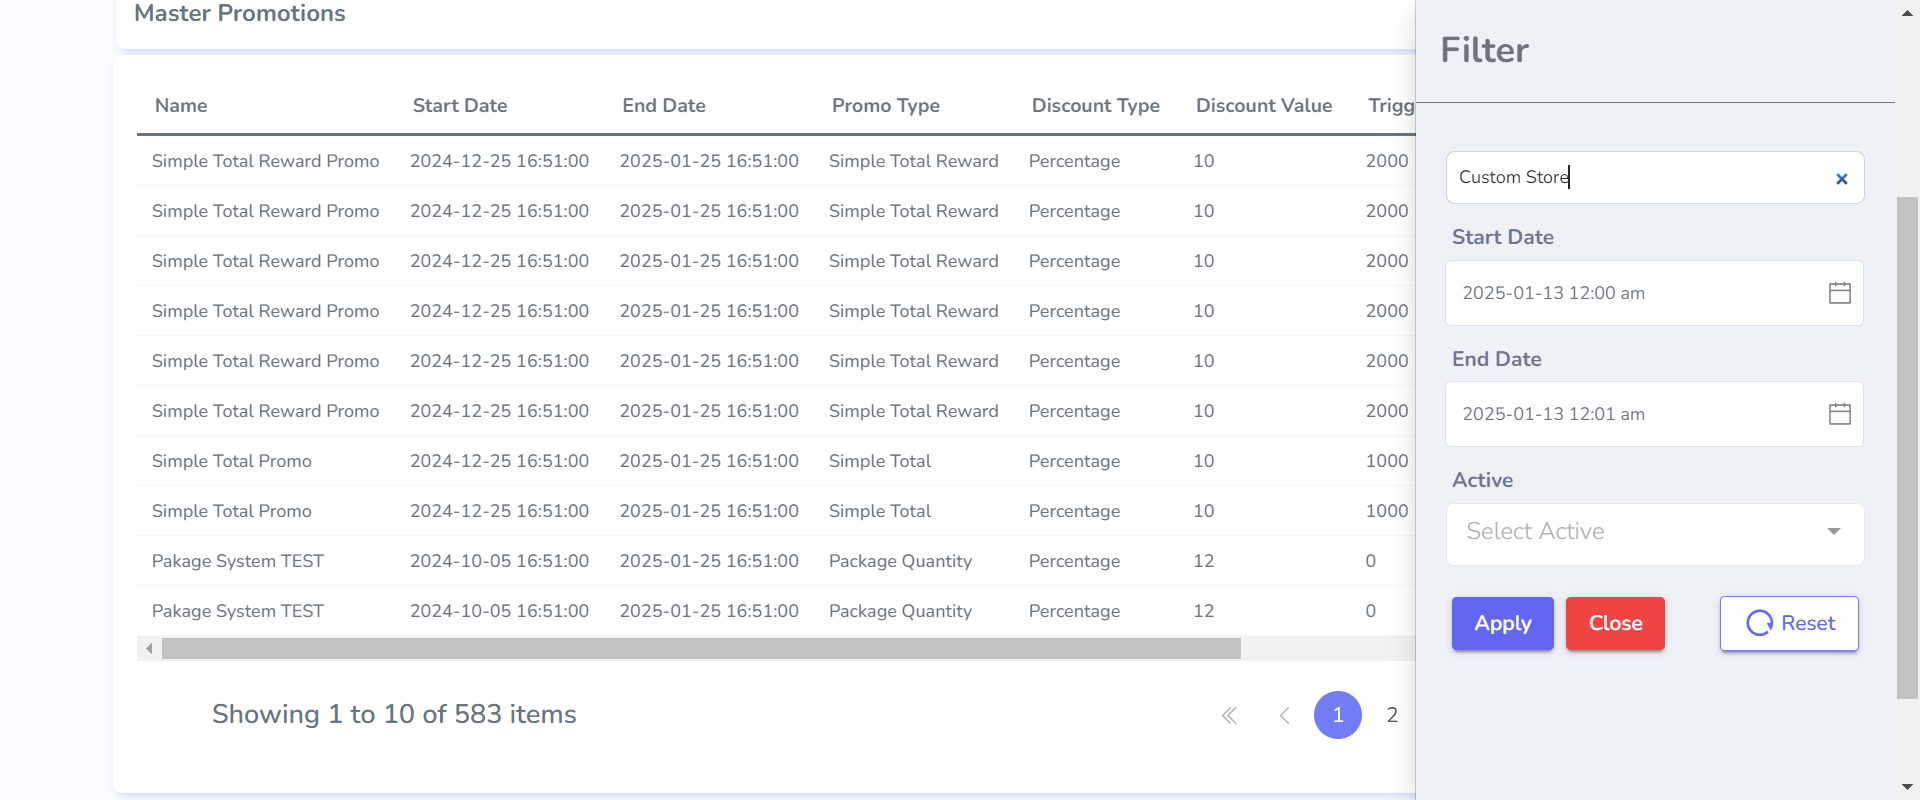 Master Promotions
Name Start Date End Date Promo Type Discount Type Discount Value Trigg
Simple Total Reward Promo 2024-12-25 16:51:00 2025-01-25 16:51:00 Simple Total Reward Percentage 10 2000
Simple Total Reward Promo 2024-12-25 16:51:00 2025-01-25 16:51:00 Simple Total Reward Percentage 10 2000
Simple Total Reward Promo 2024-12-25 16:51:00 2025-01-25 16:51:00 Simple Total Reward Percentage 10 2000
Simple Total Reward Promo 2024-12-25 16:51:00 2025-01-25 16:51:00 Simple Total Reward Percentage 10 2000
Simple Total Reward Promo 2024-12-25 16:51:00 2025-01-25 16:51:00 Simple Total Reward Percentage 10 2000
Simple Total Reward Promo 2024-12-25 16:51:00 2025-01-25 16:51:00 Simple Total Reward Percentage 10 2000
Simple Total Promo 2024-12-25 16:51:00 2025-01-25 16:51:00 Simple Total Percentage 10 1000
Simple Total Promo 2024-12-25 16:51:00 2025-01-25 16:51:00 Simple Total Percentage 10 1000
Pakage System TEST 2024-10-05 16:51:00 2025-01-25 16:51:00 Package Quantity Percentage 12 0
Pakage System TEST 2024-10-05 16:51:00 2025-01-25 16:51:00 Package Quantity Percentage 12 0
Showing 1 to 10 of 583 items
1 2
Filter
Custom Store
Start Date
2025-01-13 12:00 am
End Date
2025-01-13 12:01 am
Active
Select Active
Apply Close Reset